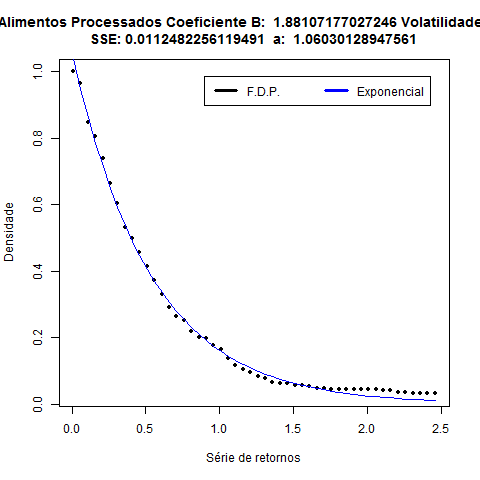 Alimentos Processados Coeficiente B: 1.88107177027246 Volatilidade
SSE: 0.0112482256119491 a: 1.06030128947561
F.D.P.
Exponencial
Densidade
1.0
0.8
0.6
0.4
0.2
0.0
0.0 0.5 1.0 1.5 2.0 2.5
Série de retornos